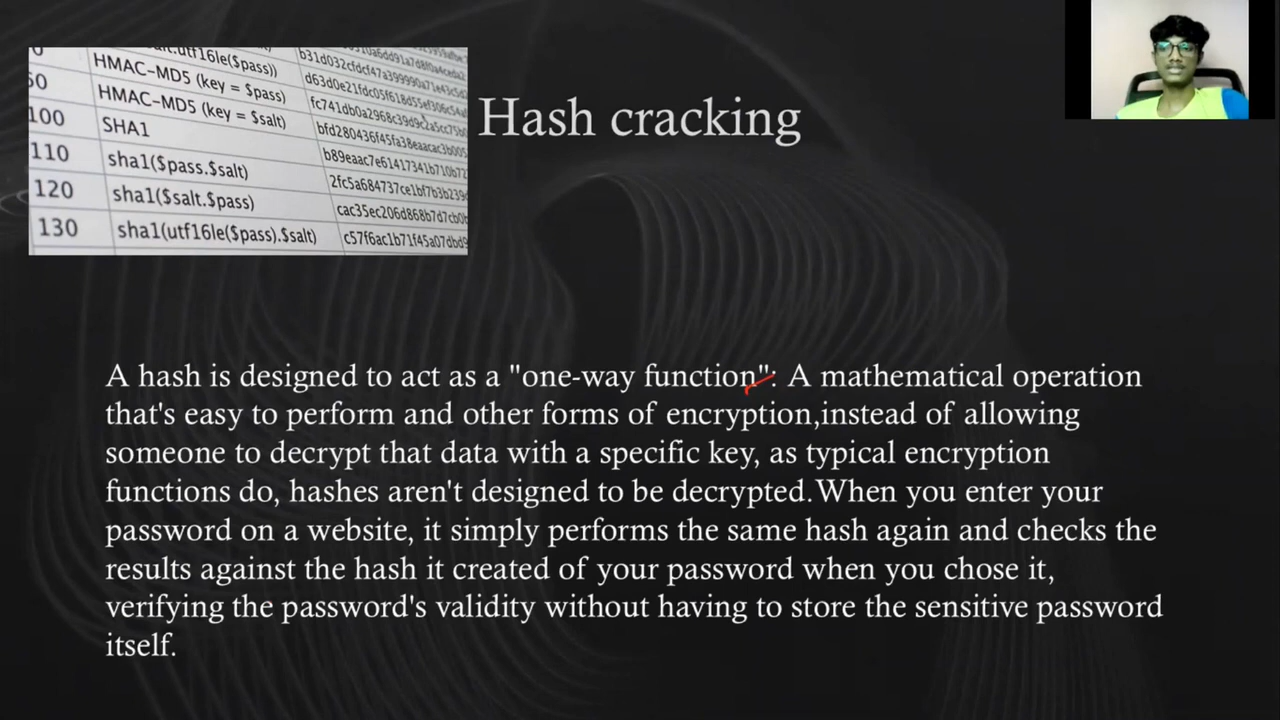 HMAC-MD5 (key = $pass)
HMAC-MD5 (key = $salt)
100 SHA1
110 sha1($pass.$salt)
120 sha1($salt.$pass)
130 sha1(utf16le($pass).$salt)
Hash cracking
A hash is designed to act as a "one-way function": A mathematical operation
that's easy to perform and other forms of encryption,instead of allowing
someone to decrypt that data with a specific key, as typical encryption
functions do, hashes aren't designed to be decrypted.When you enter your
password on a website, it simply performs the same hash again and checks the
results against the hash it created of your password when you chose it,
verifying the password's validity without having to store the sensitive password
itself.